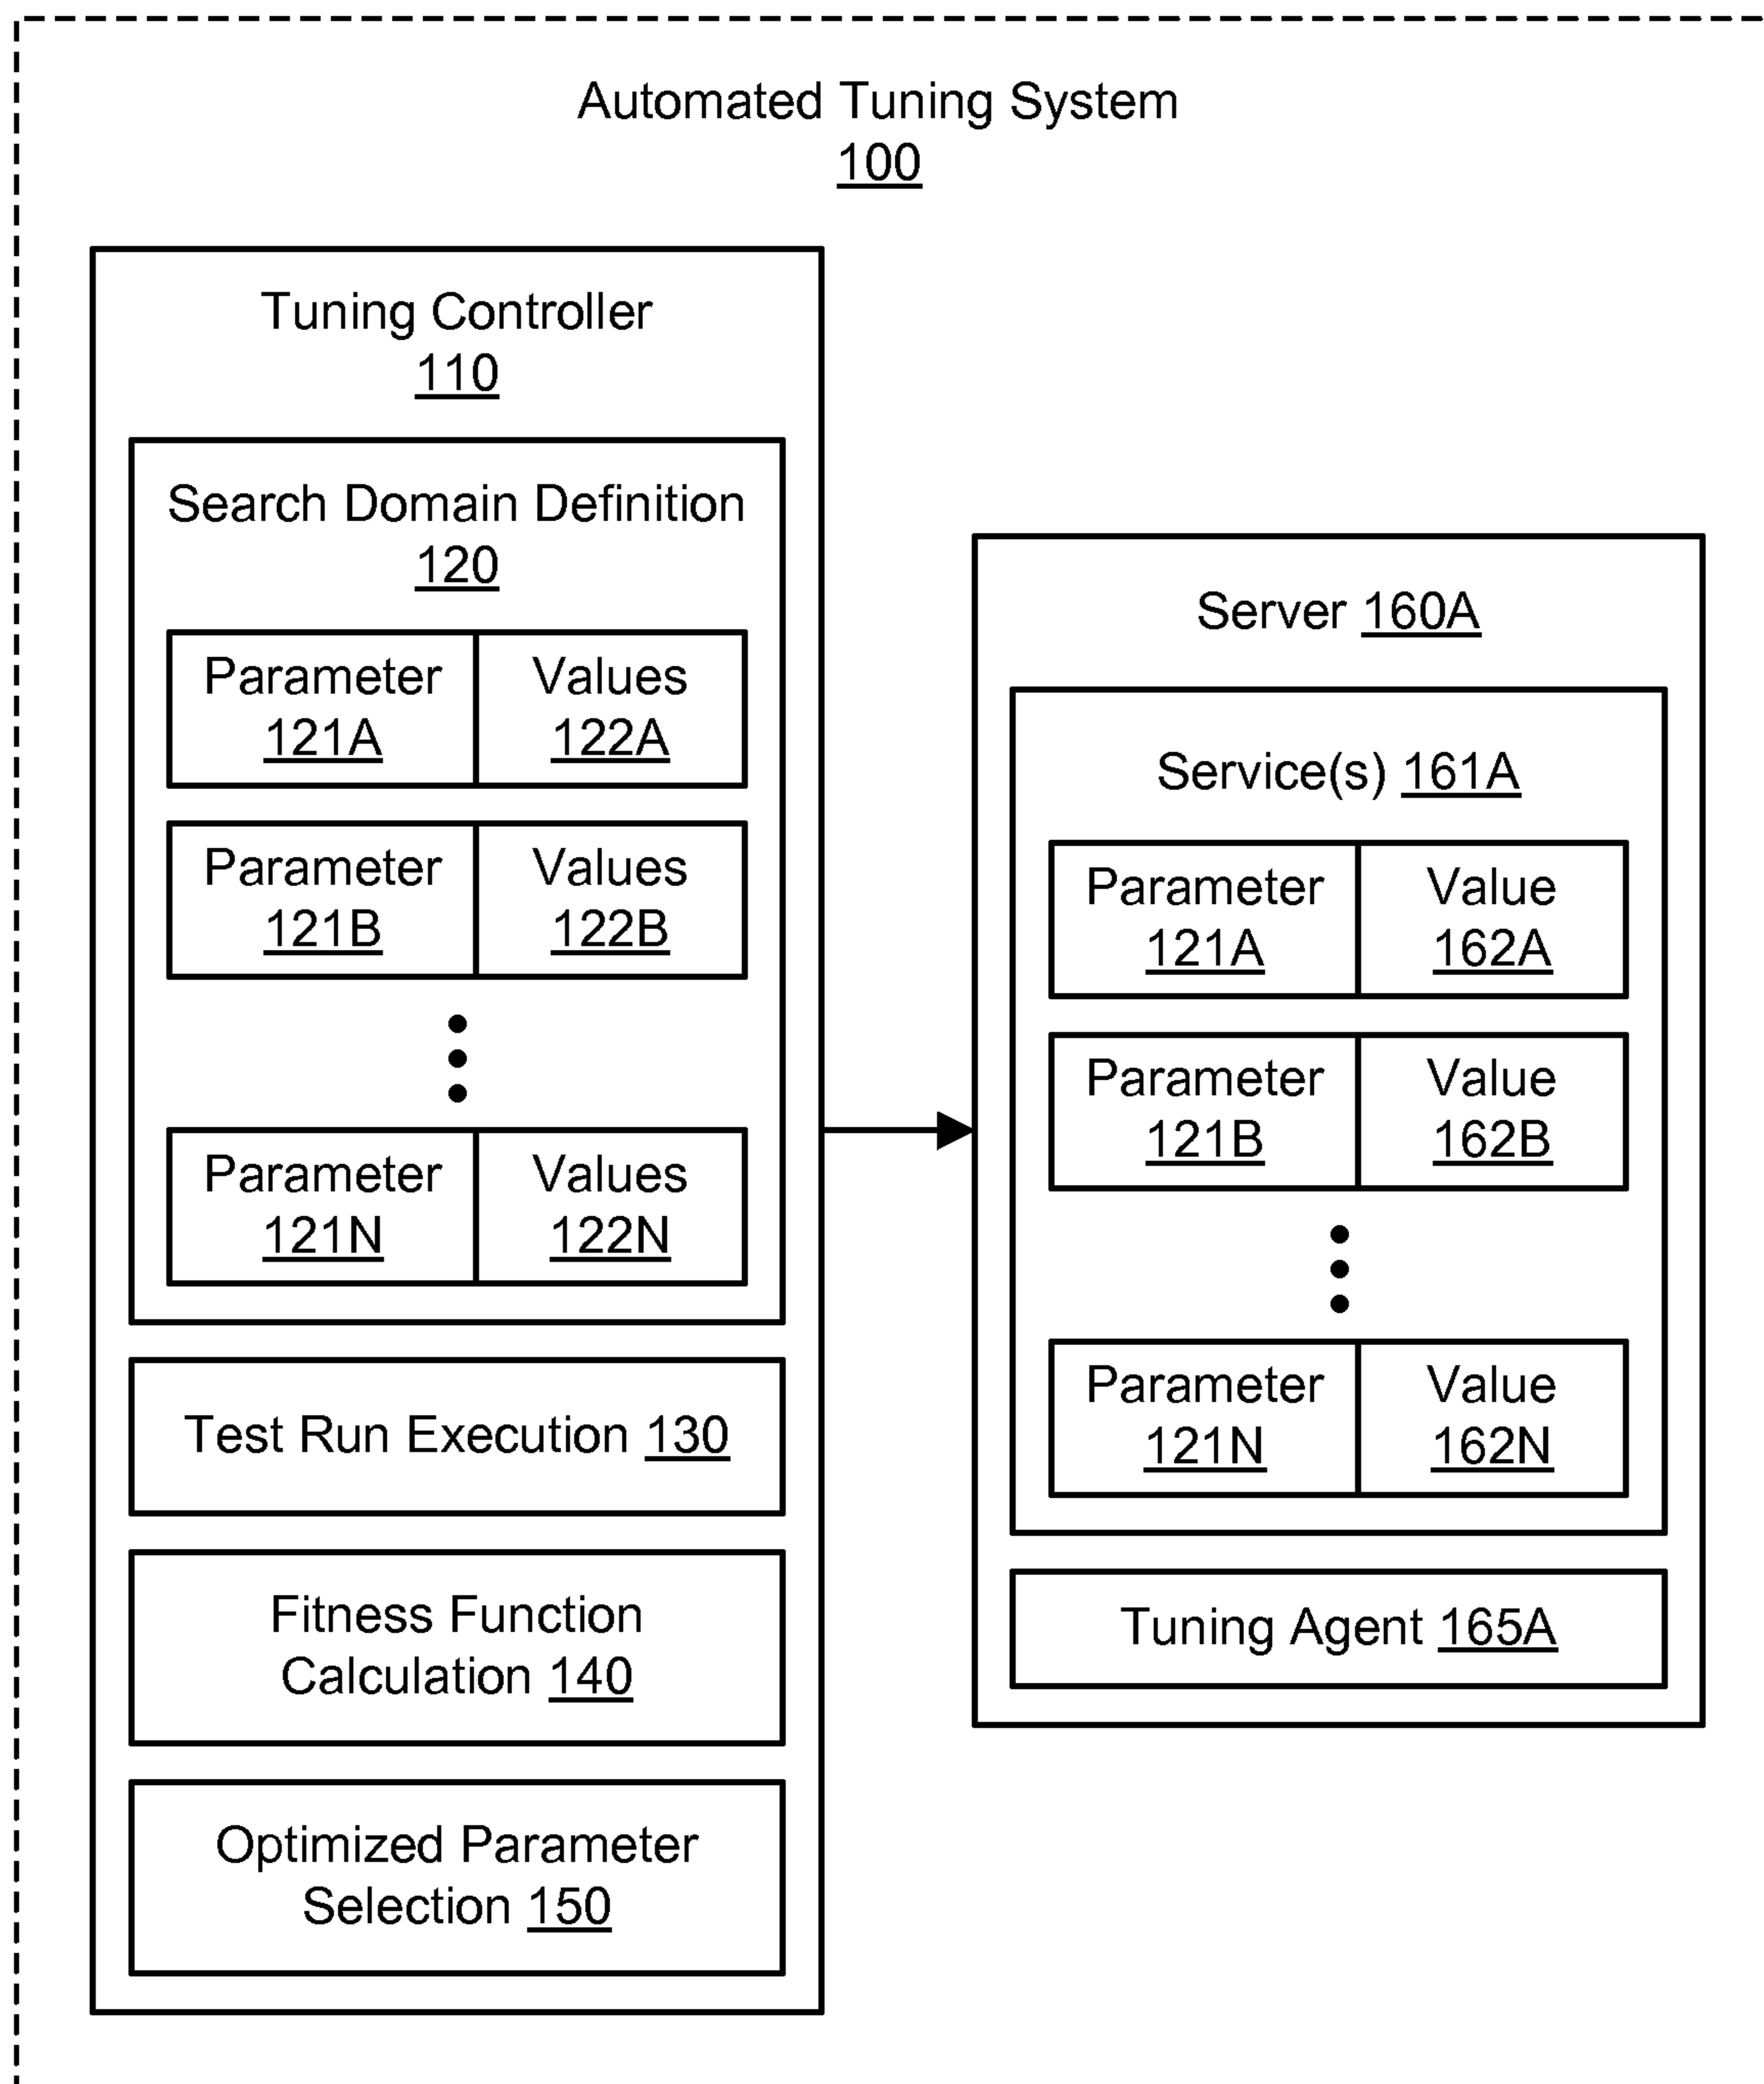 Automated Tuning System
100
Tuning Controller
110
Search Domain Definition
120
Parameter
121A
Values
122A
Parameter
121B
Values
122B
Parameter
121N
Values
122N
Test Run Execution 130
Fitness Function
Calculation 140
Optimized Parameter
Selection 150
Server 160A
Service(s) 161A
Parameter
121A
Value
162A
Parameter
121B
Value
162B
Parameter
121N
Value
162N
Tuning Agent 165A